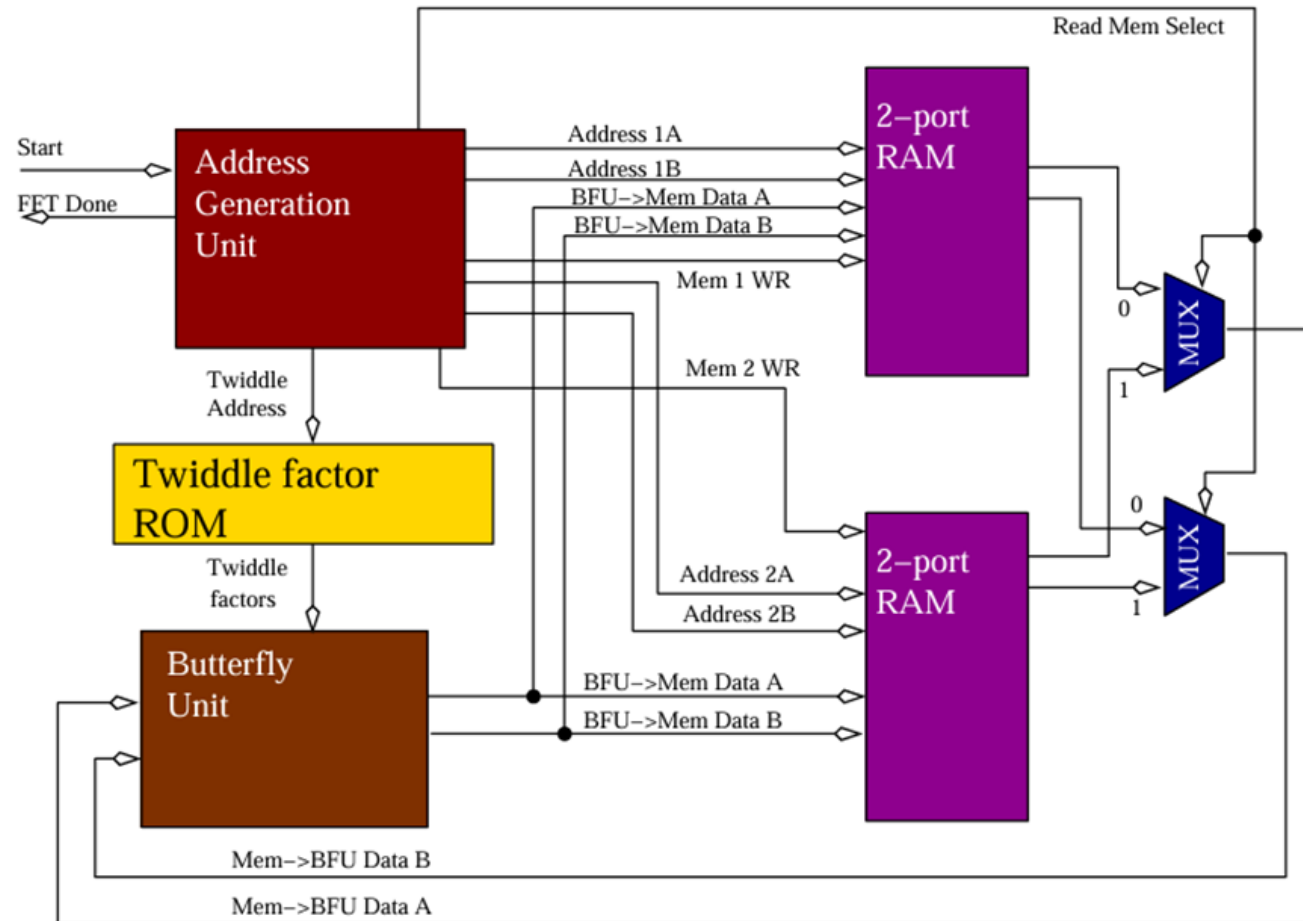 Read Mem Select
Start
FFT Done
Address
Generation
Unit
Address 1A
Address 1B
BFU−>Mem Data A
BFU−>Mem Data B
Mem 1 WR
2−port
RAM
0
MUX
1
Twiddle
Address
Mem 2 WR
Twiddle factor
ROM
Twiddle
factors
Address 2A
Address 2B
2−port
RAM
0
MUX
1
Butterfly
Unit
BFU−>Mem Data A
BFU−>Mem Data B
Mem−>BFU Data B
Mem−>BFU Data A